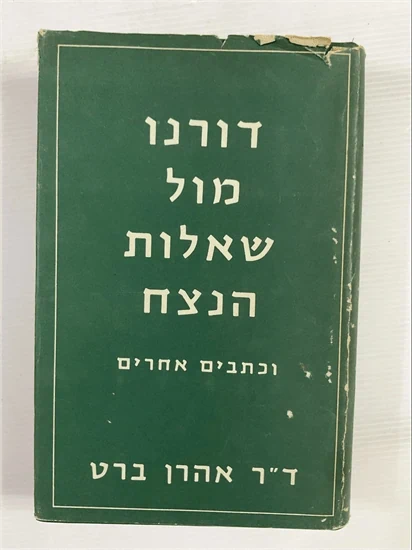 דורנו
מול
שאלות
הנצח
וכתבים אחרים
ד״ר אהרן ברט